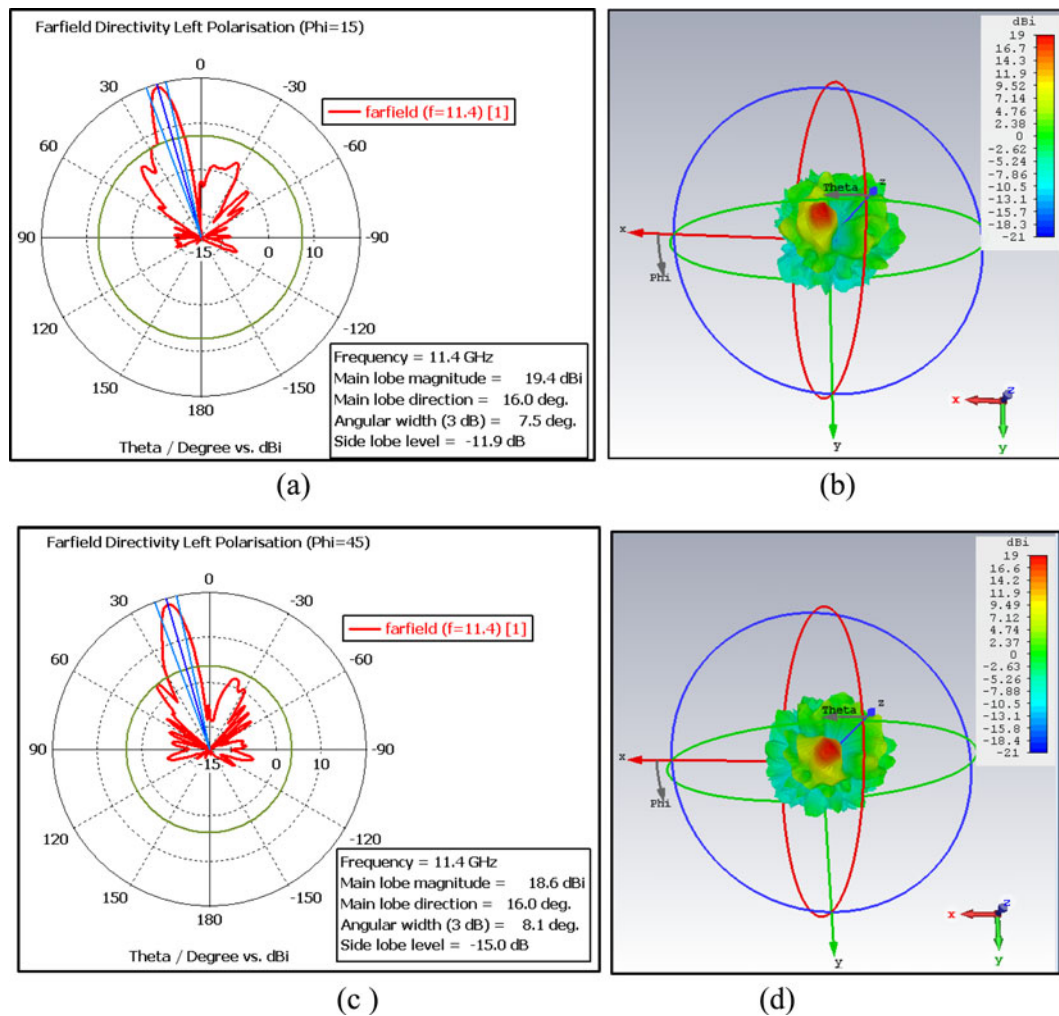 Farfield Directivity Left Polarisation (Phi=15)
0
30
-30
farfield (f=11.4) [1]
60
-60
90
-15
0
10
-90
120
-120
150
-150
180
Frequency = 11.4 GHz
Main lobe magnitude = 19.4 dBi
Main lobe direction = 16.0 deg.
Angular width (3 dB) = 7.5 deg.
Side lobe level = -11.9 dB
Theta / Degree vs. dBi
(a)
dBi
19
16.7
14.3
11.9
9.52
7.14
4.76
2.38
0
-2.62
-5.24
-7.86
-10.5
-13.1
-15.7
-18.3
-21
Theta
z
x
Phi
y
z
x
y
(b)
Farfield Directivity Left Polarisation (Phi=45)
0
30
-30
farfield (f=11.4) [1]
60
-60
90
15
0
10
-90
120
-120
150
-150
180
Frequency = 11.4 GHz
Main lobe magnitude = 18.6 dBi
Main lobe direction = 16.0 deg.
Angular width (3 dB) = 8.1 deg.
Side lobe level = -15.0 dB
Theta / Degree vs. dBi
(c )
dBi
19
16.6
14.2
11.9
9.49
7.12
4.74
2.37
0
-2.63
-5.26
-7.88
-10.5
-13.1
-15.8
-18.4
-21
Theta
z
x
Phi
y
z
x
y
(d)